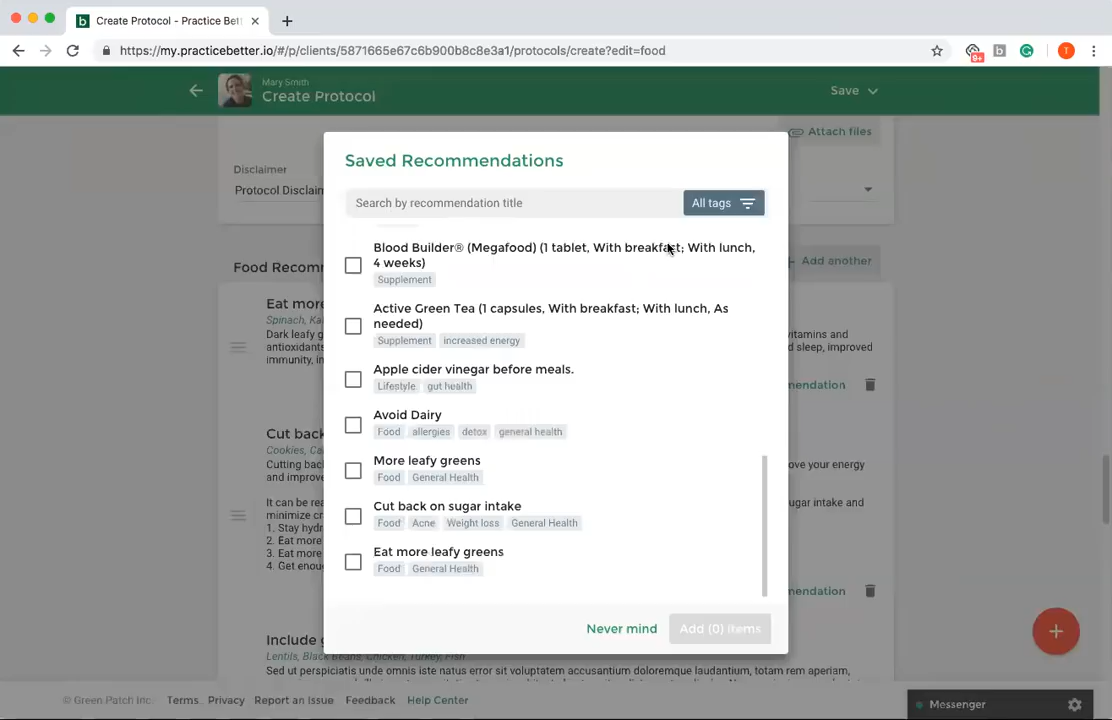 Create Protocol - Practice Bet
https://my.practicebetter.io/#/p/clients/5871665e67c6b900b8c8e3a1/protocols/create?edit=food
9+
b
T
Mary Smith
Create Protocol
Save
Attach files
Disclaimer
Protocol Disclaim
Saved Recommendations
Search by recommendation title
All tags
Food Recom
Add another
Blood Builder® (Megafood) (1 tablet, With breakfast; With lunch,
4 weeks)
Supplement
Active Green Tea (1 capsules, With breakfast; With lunch, As
needed)
Supplement increased energy
Apple cider vinegar before meals.
Lifestyle gut health
Avoid Dairy
Food allergies detox general health
More leafy greens
Food General Health
Cut back on sugar intake
Food Acne Weight loss General Health
Eat more leafy greens
Food General Health
Never mind
Add (0) items
Eat more
Spinach, Ka
Dark leafy g
vitamins and
antioxidants
d sleep, improved
immunity, in
mendation
Cut back
Cookies, Ca
Cutting back
ove your energy
and improve
It can be rea
ugar intake and
minimize cr
1. Stay hydr
2. Eat more
3. Eat more
4. Get enou
mendation
Include g
Lentils, Black Beans, Chicken, Turkey, Fish
Sed ut perspiciatis unde omnis iste natus error sit voluptatem accusantium doloremque laudantium, totam rem aperiam,
© Green Patch Inc. Terms Privacy Report an Issue Feedback Help Center
Messenger